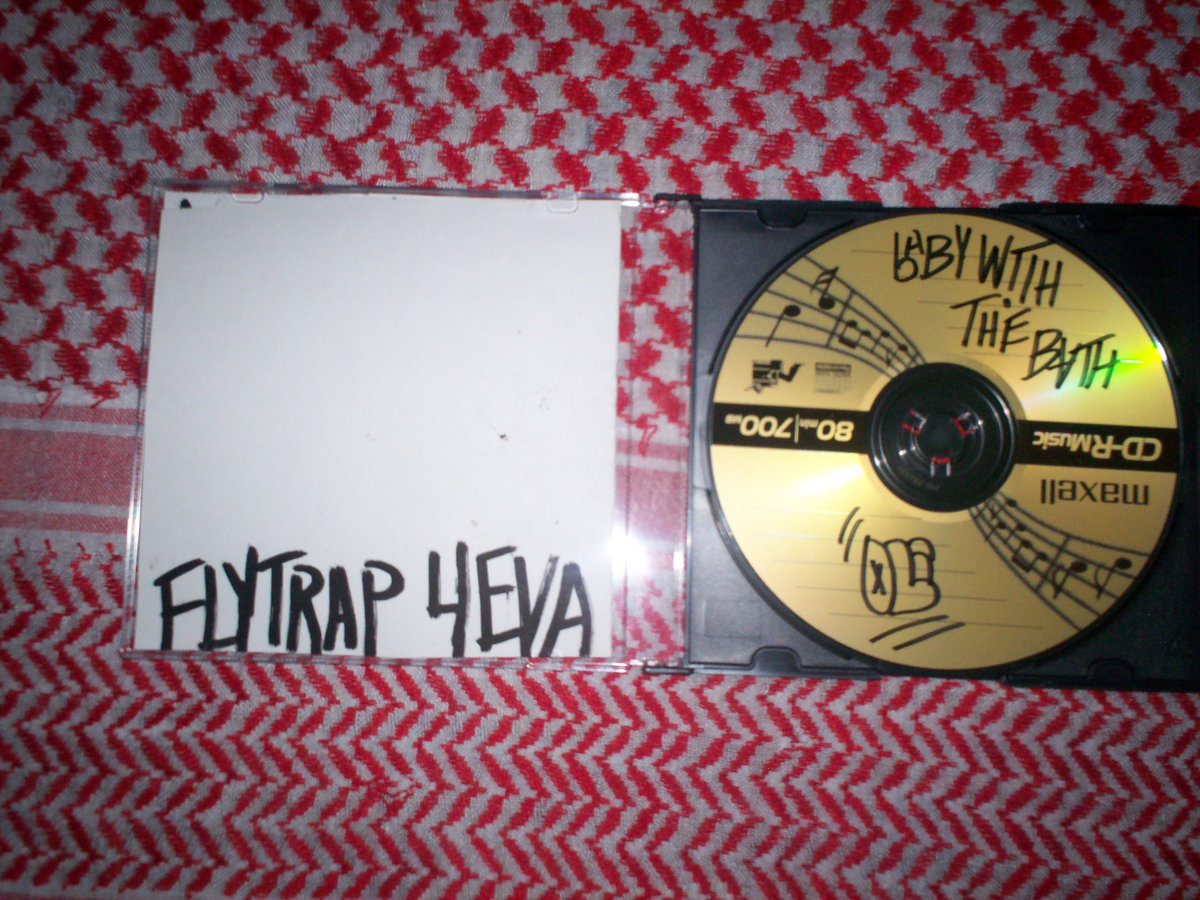 FLYTRAP 4EVA
BABY WITH
THE BATH
80 min | 700 MB
CD-R Music
maxell
X